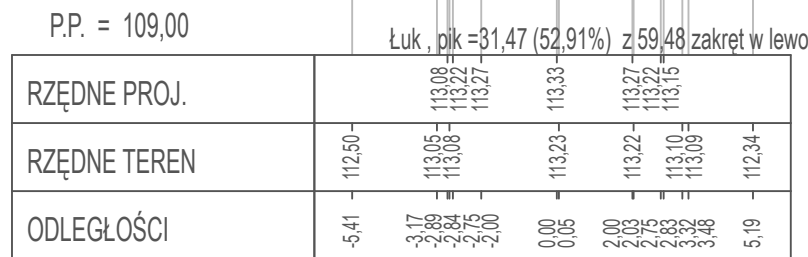 P.P. = 109,00
Łuk , pik =31,47 (52,91%) z 59,48 zakręt w lewo
RZĘDNE PROJ. 113,08 113,22 113,27 113,33 113,27 113,22 113,15
RZĘDNE TEREN 112,50 113,05 113,08 113,23 113,22 113,10 113,09 112,34
ODLEGŁOŚCI -5,41 -3,17 -2,89 -2,84 -2,75 -2,00 0,00 0,05 2,00 2,03 2,75 2,83 3,32 3,48 5,19